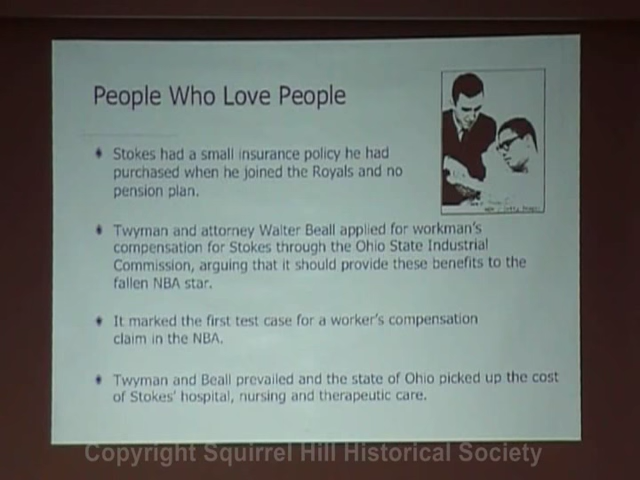 People Who Love People
Stokes had a small insurance policy he had
purchased when he joined the Royals and no
pension plan.
Twyman and attorney Walter Beall applied for workman's
compensation for Stokes through the Ohio State Industrial
Commission, arguing that it should provide these benefits to the
fallen NBA star.
It marked the first test case for a worker's compensation
claim in the NBA.
Twyman and Beall prevailed and the state of Ohio picked up the cost
of Stokes' hospital, nursing and therapeutic care.
Copyright Squirrel Hill Historical Society